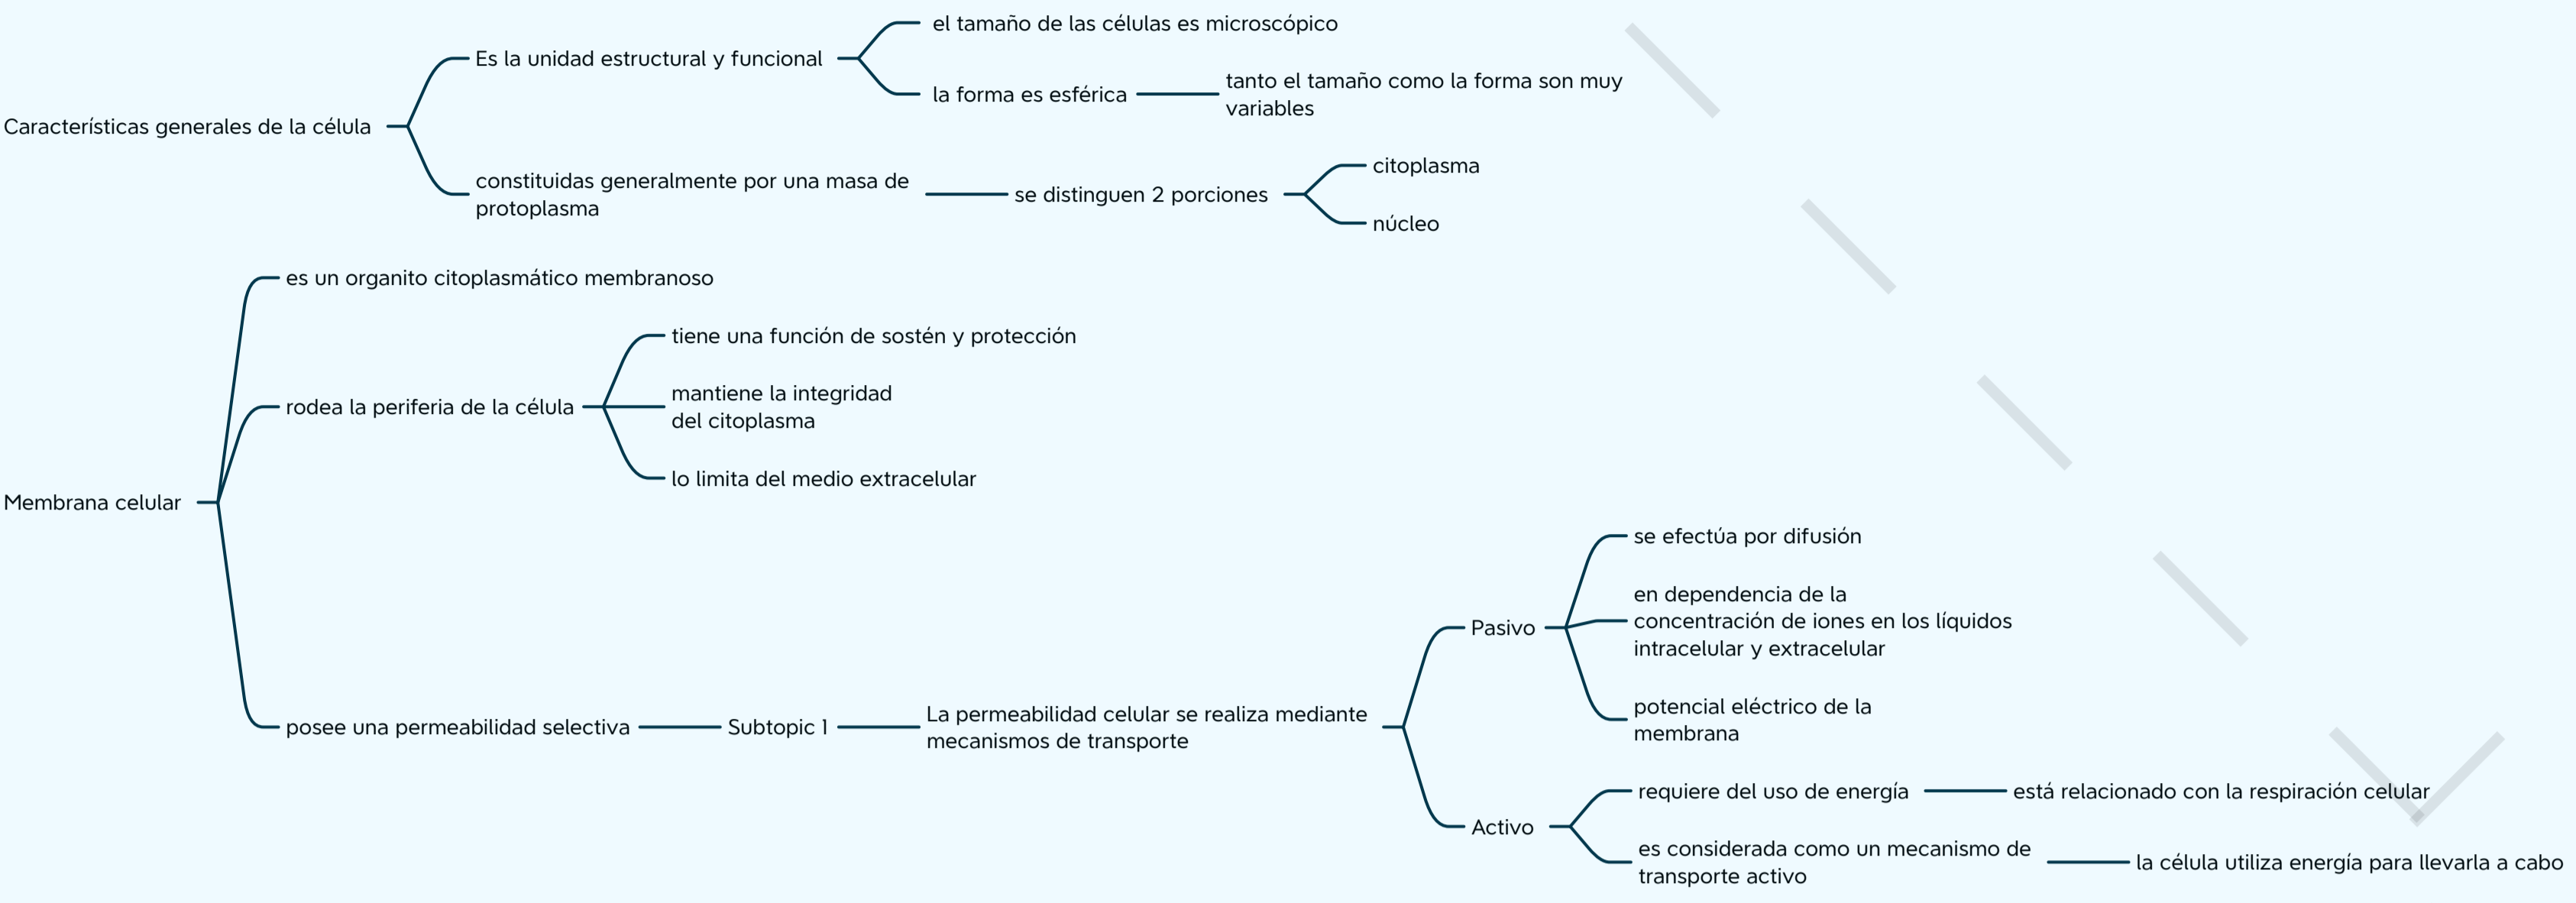 el tamaño de las células es microscópico
Es la unidad estructural y funcional
la forma es esférica
tanto el tamaño como la forma son muy
variables
Características generales de la célula
constituidas generalmente por una masa de
protoplasma
se distinguen 2 porciones
citoplasma
núcleo
es un organito citoplasmático membranoso
tiene una función de sostén y protección
mantiene la integridad
del citoplasma
rodea la periferia de la célula
lo limita del medio extracelular
Membrana celular
se efectúa por difusión
en dependencia de la
concentración de iones en los líquidos
intracelular y extracelular
Pasivo
potencial eléctrico de la
membrana
posee una permeabilidad selectiva
Subtopic 1
La permeabilidad celular se realiza mediante
mecanismos de transporte
requiere del uso de energía
está relacionado con la respiración celular
Activo
es considerada como un mecanismo de
transporte activo
la célula utiliza energía para llevarla a cabo